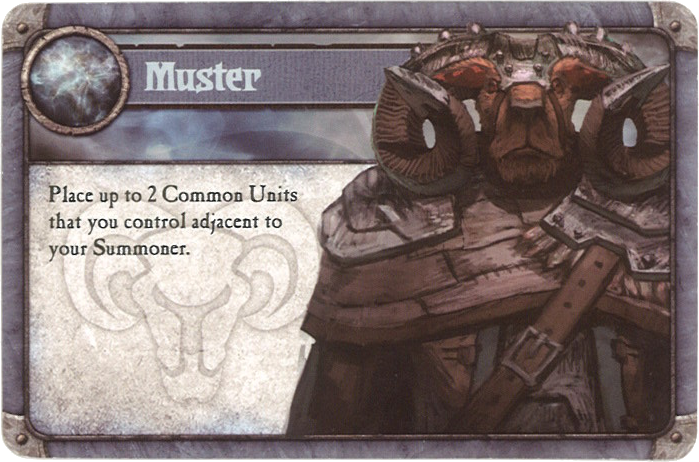 Muster
Place up to 2 Common Units
that you control adjacent to
your Summoner.